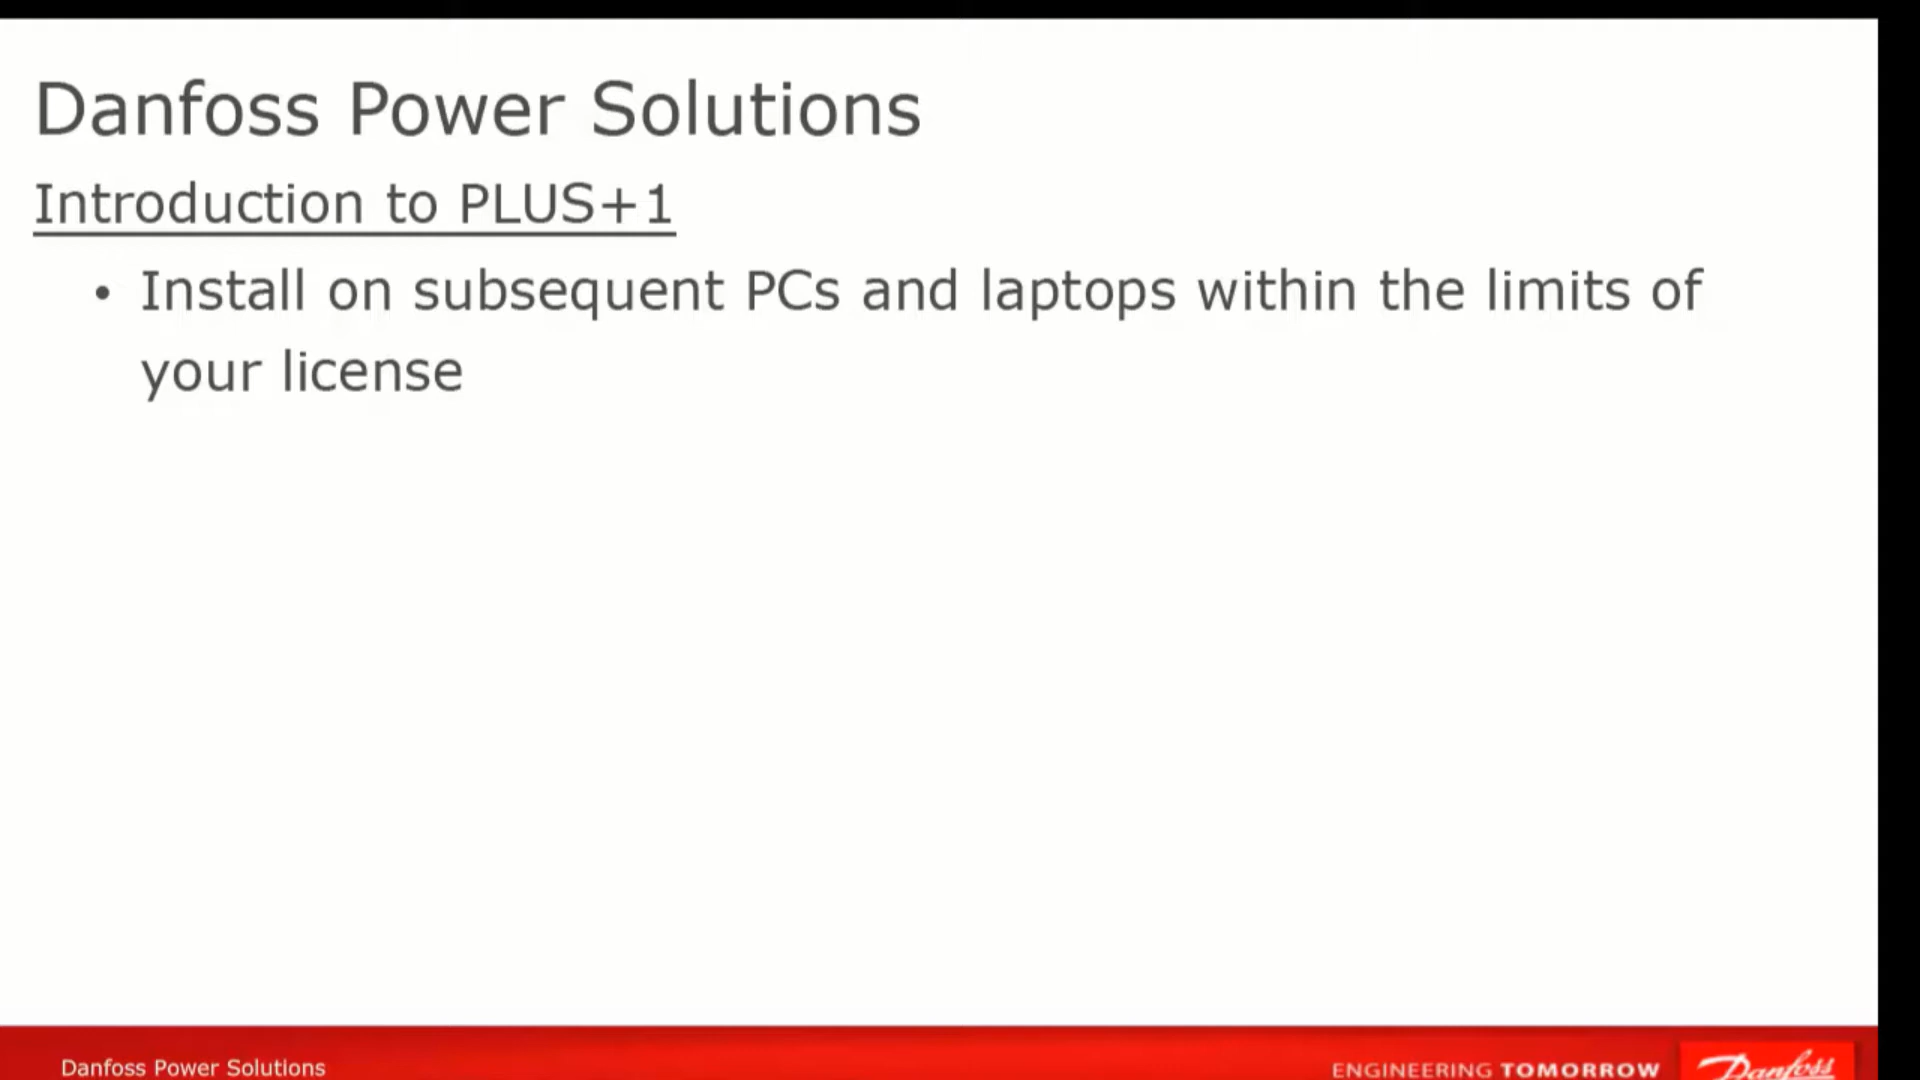 Danfoss Power Solutions
Introduction to PLUS+1
• Install on subsequent PCs and laptops within the limits of
your license
Danfoss Power Solutions
ENGINEERING TOMORROW
Danfoss